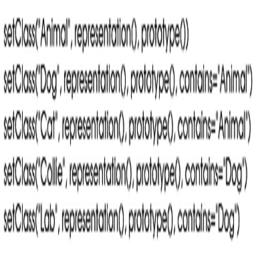 setClass("Animal", representation(), prototype())
setClass("Dog", representation(), prototype(), contains="Animal")
setClass("Cat", representation(), prototype(), contains="Animal")
setClass("Collie", representation(), prototype(), contains="Dog")
setClass("Lab", representation(), prototype(), contains="Dog")